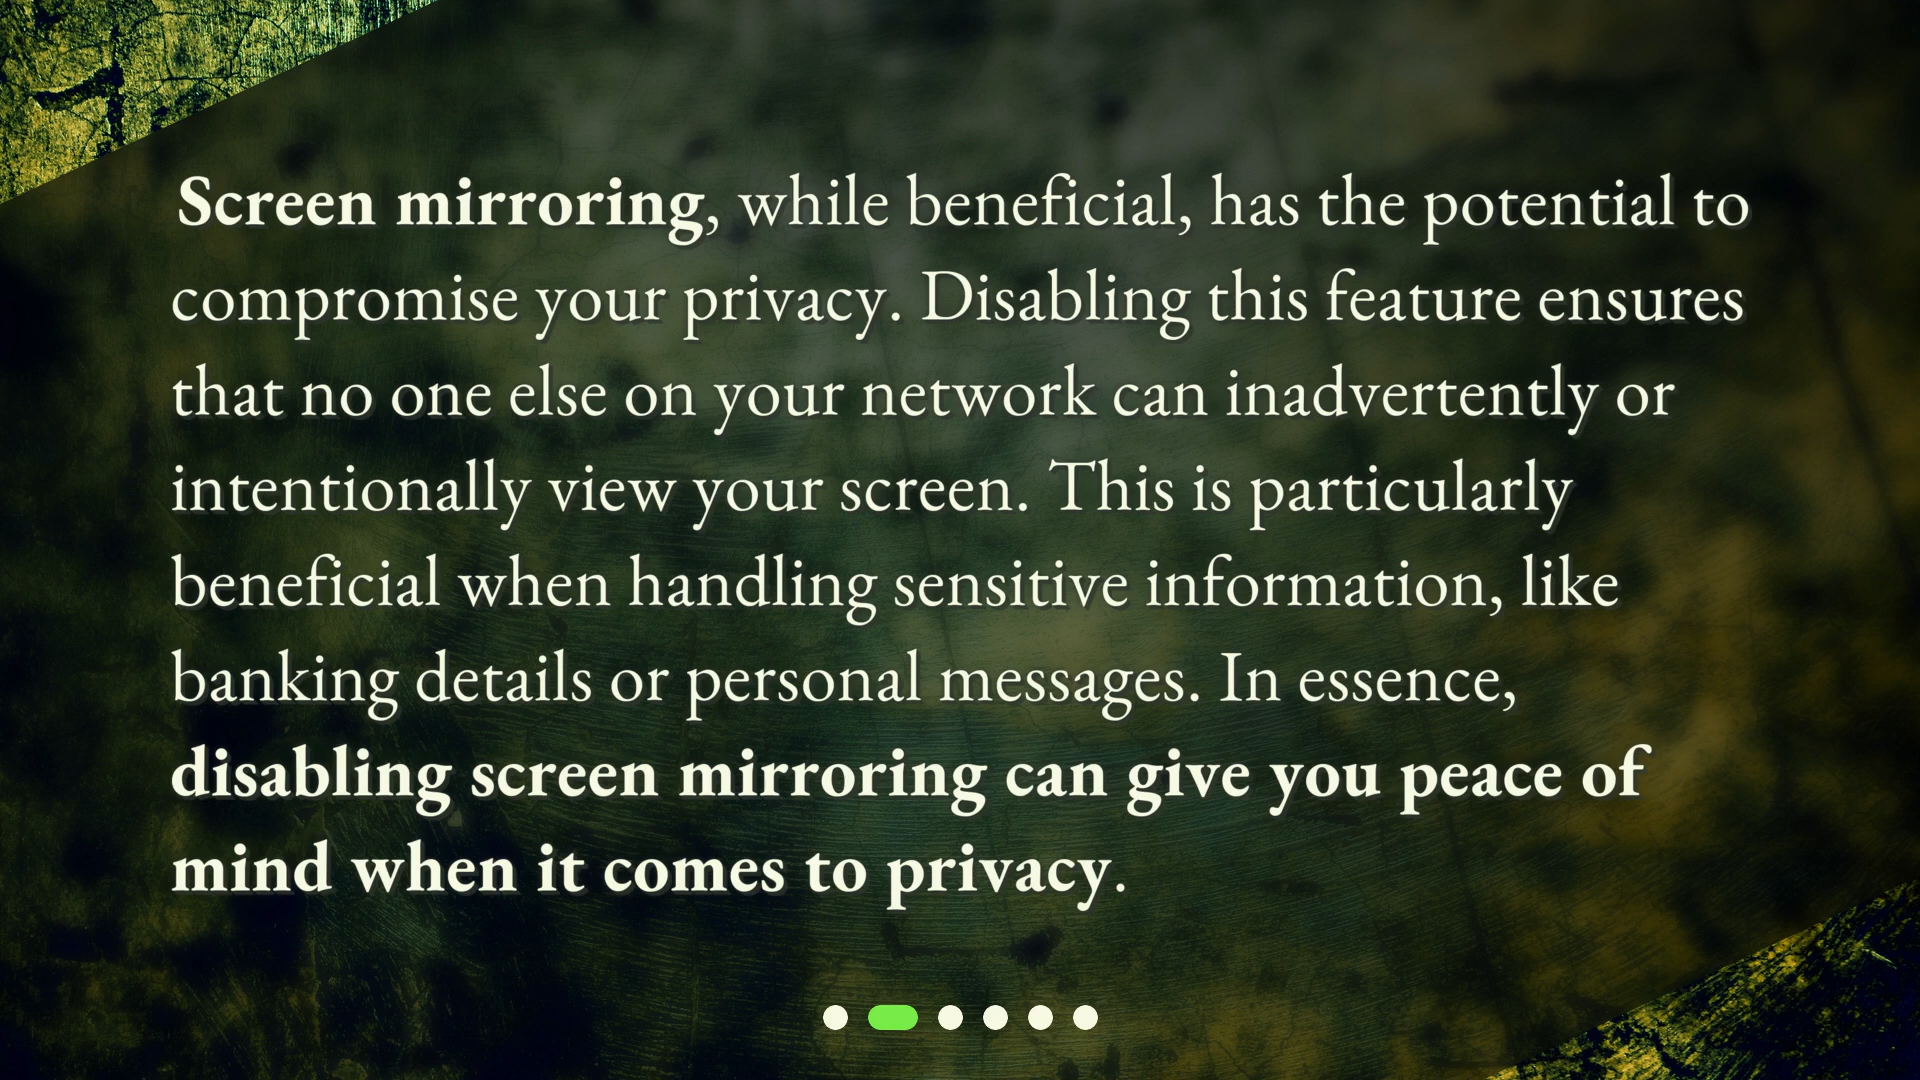 Screen mirroring, while beneficial, has the potential to
compromise your privacy. Disabling this feature ensures
that no one else on your network can inadvertently or
intentionally view your screen. This is particularly
beneficial when handling sensitive information, like
banking details or personal messages. In essence,
disabling screen mirroring can give you peace of
mind when it comes to privacy.